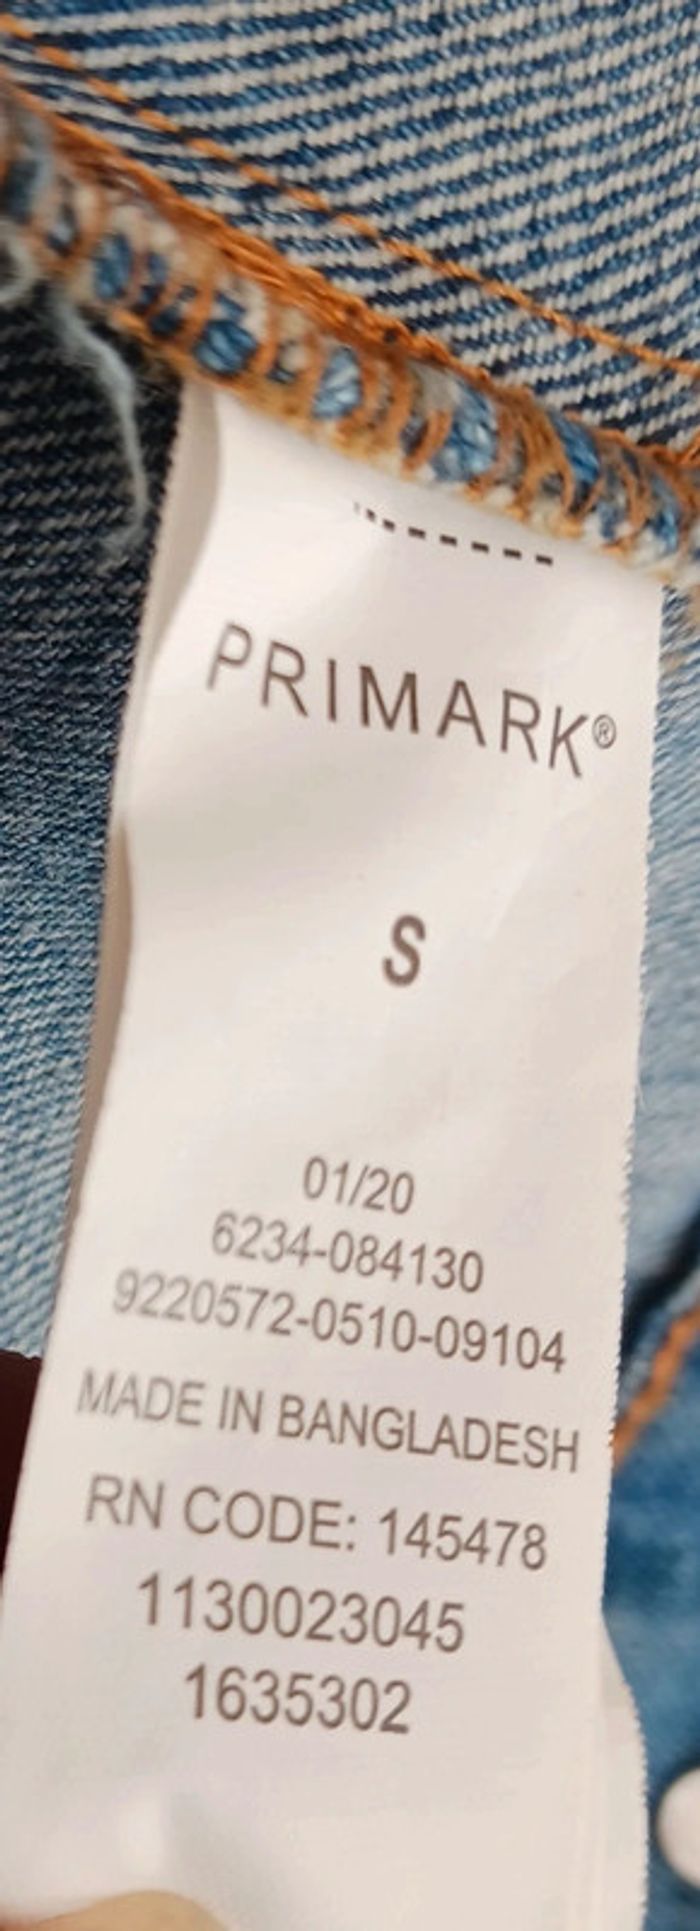 PRIMARK®
S
01/20
6234-084130
9220572-0510-09104
MADE IN BANGLADESH
RN CODE: 145478
1130023045
1635302